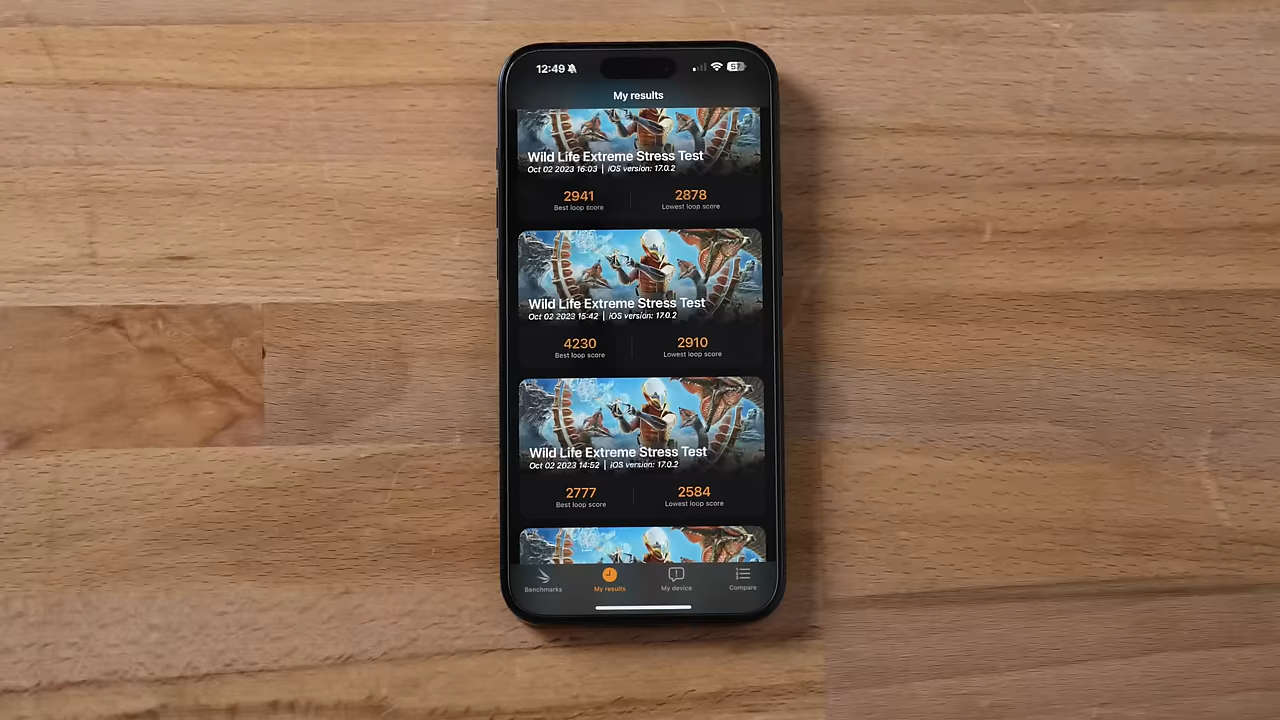 12:49
57
My results
Wild Life Extreme Stress Test
Oct 02 2023 16:03 | iOS version: 17.0.2
2941 2878
Best loop score Lowest loop score
Wild Life Extreme Stress Test
Oct 02 2023 15:42 | iOS version: 17.0.2
4230 2910
Best loop score Lowest loop score
Wild Life Extreme Stress Test
Oct 02 2023 14:52 | iOS version: 17.0.2
2777 2584
Best loop score Lowest loop score
Benchmarks My results My device Compare